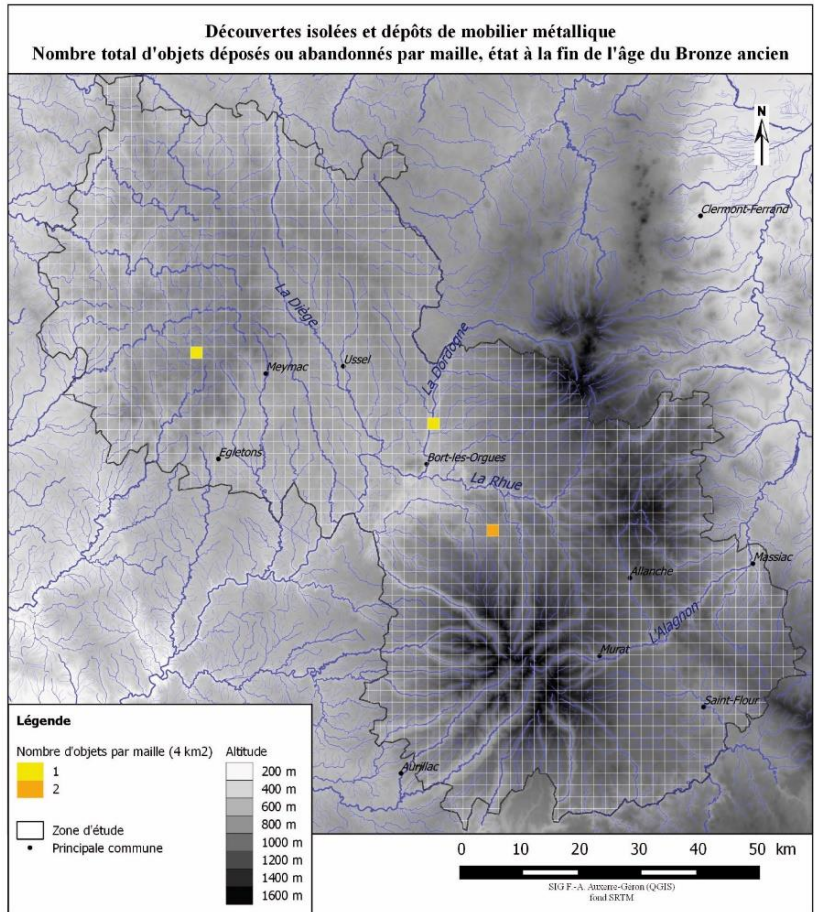 Découvertes isolées et dépôts de mobilier métallique
Nombre total d'objets déposés ou abandonnés par maille, état à la fin de l'âge du Bronze ancien
N
Clermont-Ferrand
La Diège
La Dordogne
Ussel
Meymac
Egletons
Bort-les-Orgues
La Rhue
Massiac
Allanche
L'Alagnon
Murat
Saint-Flour
Aurillac
Légende
Nombre d'objets par maille (4 km2)
1
2
Zone d'étude
Principale commune
Altitude
200 m
400 m
600 m
800 m
1000 m
1200 m
1400 m
1600 m
0 10 20 30 40 50 km
SIG F.-A. Auxerre-Géron (QGIS)
fond SRTM